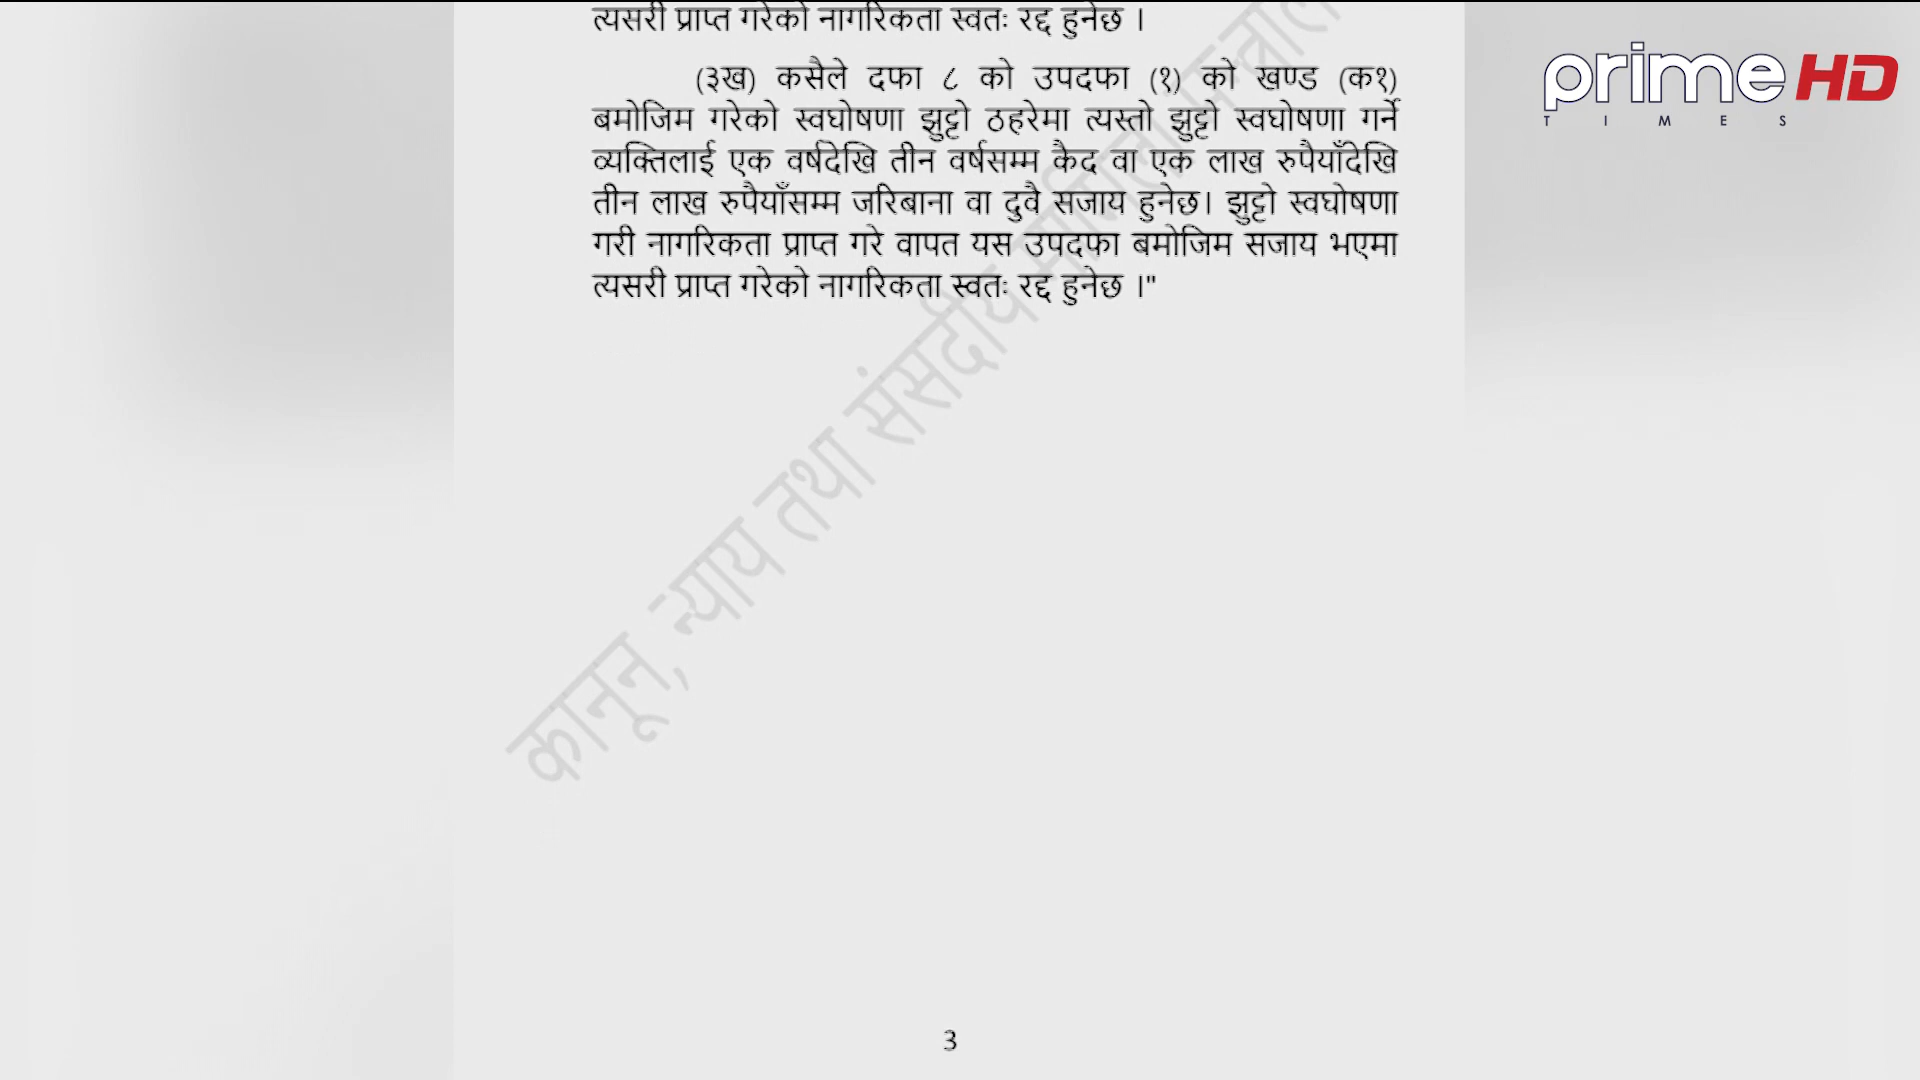 त्यसरी प्राप्त गरेको नागरिकता स्वतः रद्द हुनेछ ।
(३ख) कसैले दफा ८ को उपदफा (१) को खण्ड (क१)
बमोजिम गरेको स्वघोषणा झुट्टो ठहरेमा त्यस्तो झुट्टो स्वघोषणा गर्ने
व्यक्तिलाई एक वर्षदेखि तीन वर्षसम्म कैद वा एक लाख रुपैयाँदेखि
तीन लाख रुपैयाँसम्म जरिबाना वा दुवै सजाय हुनेछ। झुट्टो स्वघोषणा
गरी नागरिकता प्राप्त गरे वापत यस उपदफा बमोजिम सजाय भएमा
त्यसरी प्राप्त गरेको नागरिकता स्वतः रद्द हुनेछ ।"
कानून, न्याय तथा संसदीय मामिला
3
prime HD
TIMES